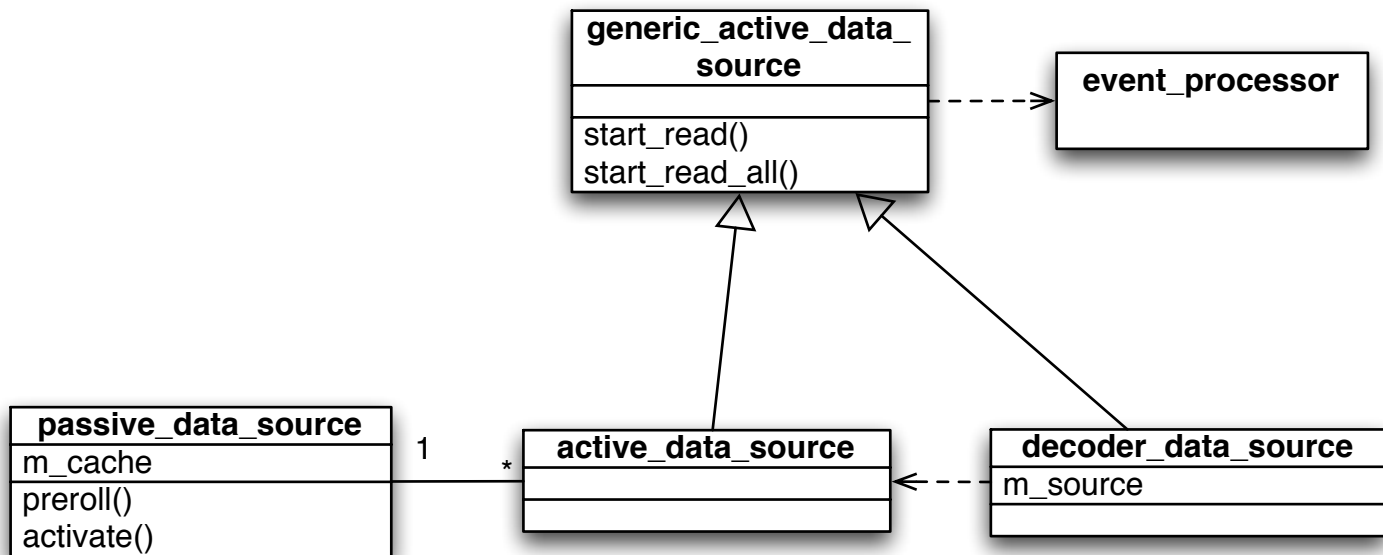 generic_active_data_
source
start_read()
start_read_all()
event_processor
passive_data_source
m_cache
preroll()
activate()
1
*
active_data_source
decoder_data_source
m_source